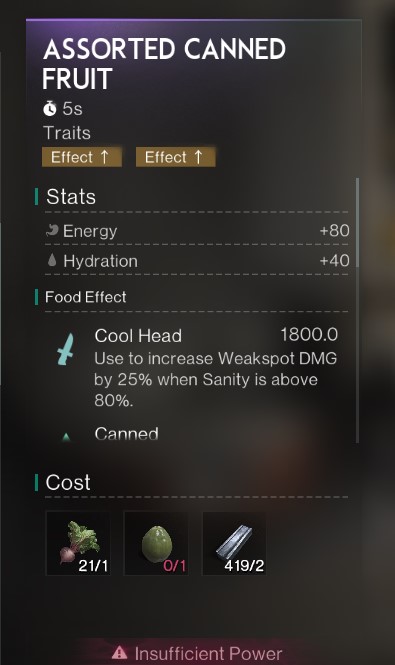 ASSORTED CANNED
FRUIT
5s
Traits
Effect ↑ Effect ↑
Stats
Energy +80
Hydration +40
Food Effect
Cool Head 1800.0
Use to increase Weakspot DMG
by 25% when Sanity is above
80%.
Canned
Cost
21/1 0/1 419/2
Insufficient Power